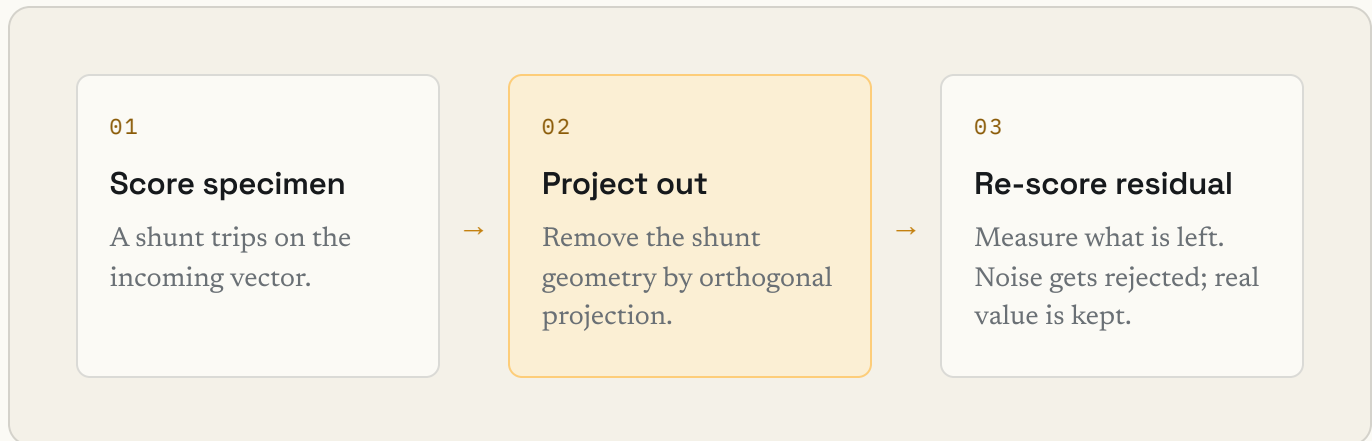 01
Score specimen
A shunt trips on the
incoming vector.
→
02
Project out
Remove the shunt
geometry by orthogonal
projection.
→
03
Re-score residual
Measure what is left.
Noise gets rejected; real
value is kept.